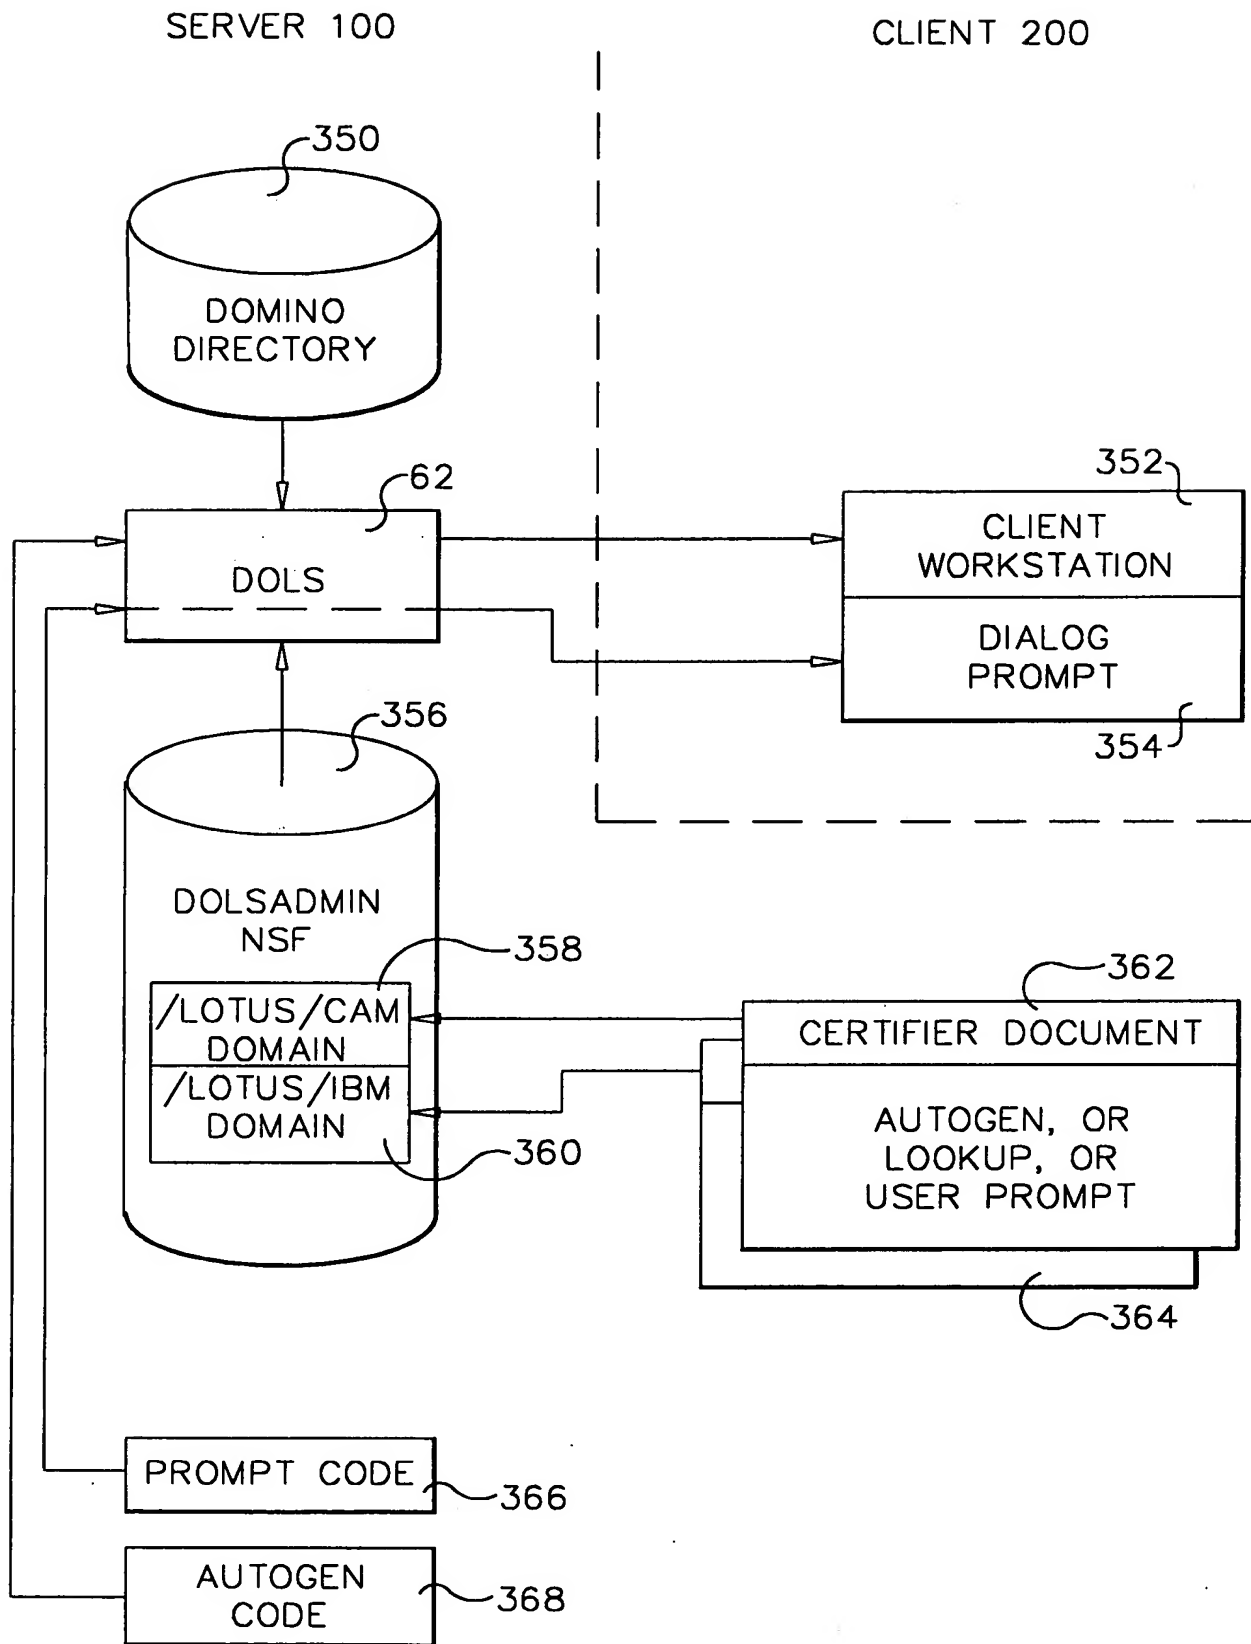 SERVER 100
CLIENT 200
350
DOMINO
DIRECTORY
62
DOLS
352
CLIENT
WORKSTATION
DIALOG
PROMPT
354
356
DOLSADMIN
NSF
358
/LOTUS/CAM
DOMAIN
/LOTUS/IBM
DOMAIN
360
362
CERTIFIER DOCUMENT
AUTOGEN, OR
LOOKUP, OR
USER PROMPT
364
PROMPT CODE
366
AUTOGEN
CODE
368